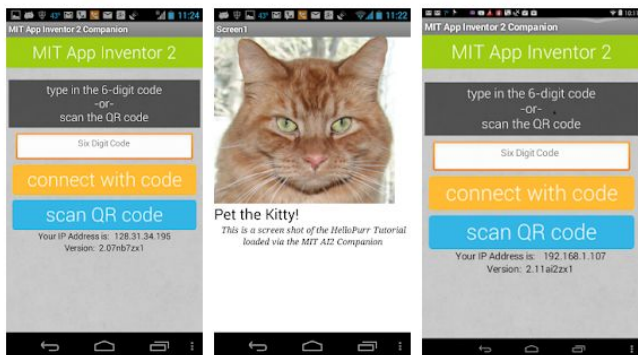 43° 11:24
MIT App Inventor 2 Companion
MIT App Inventor 2
type in the 6-digit code
-or-
scan the QR code
Six Digit Code
connect with code
scan QR code
Your IP Address is: 128.31.34.195
Version: 2.07nb7zx1
42° 11:22
Screen1
Pet the Kitty!
This is a screen shot of the HelloPurr Tutorial
loaded via the MIT AI2 Companion
MIT App Inventor 2 Companion
MIT App Inventor 2
type in the 6-digit code
-or-
scan the QR code
Six Digit Code
connect with code
scan QR code
Your IP Address is: 192.168.1.107
Version: 2.11ai2zx1